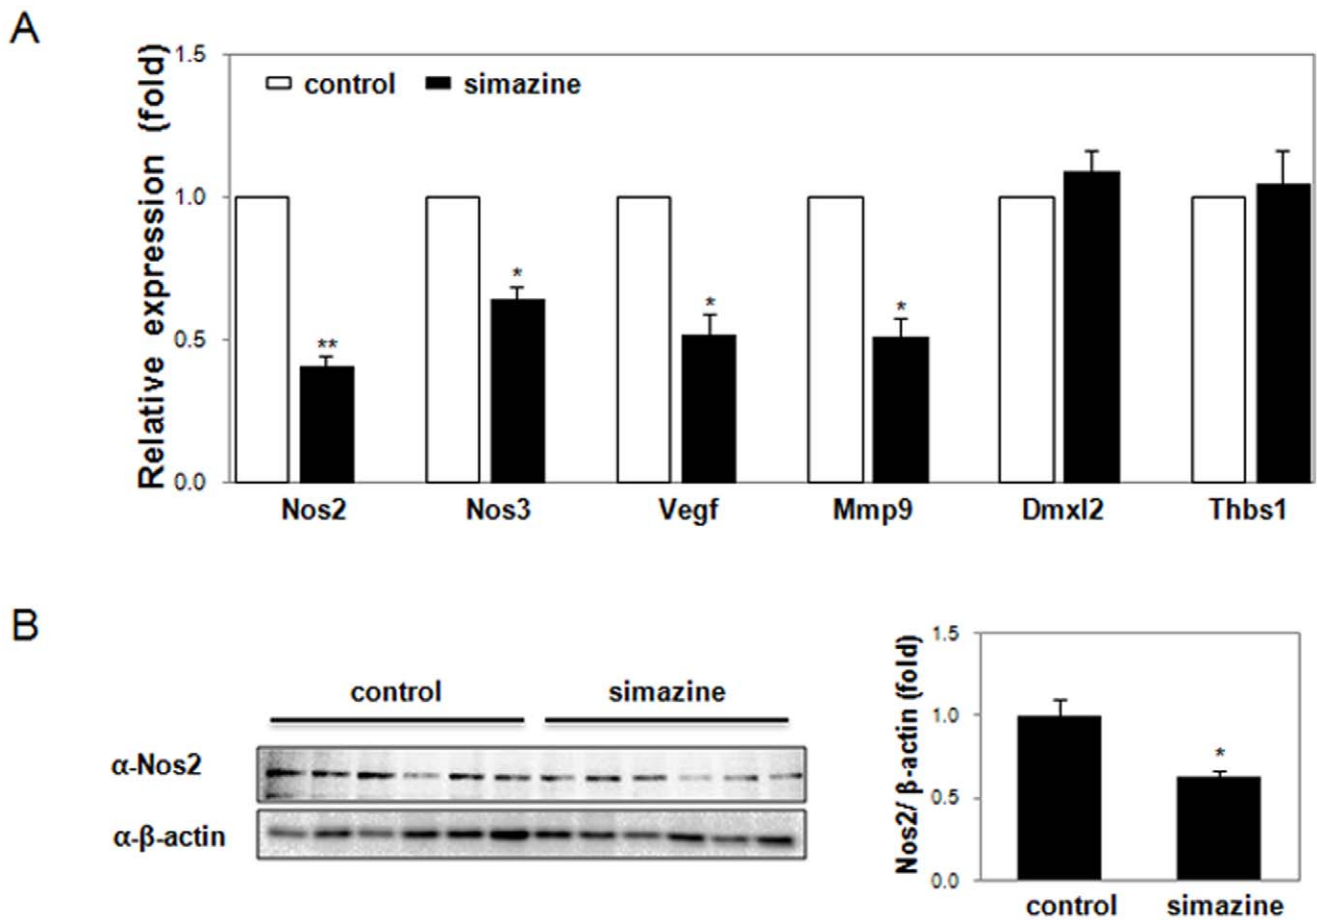 A
Relative expression (fold)
1.5
1.0
0.5
0.0
control simazine
** * * *
Nos2 Nos3 Vegf Mmp9 Dmxl2 Thbs1
B
control simazine
α-Nos2
α-β-actin
Nos2/ β-actin (fold)
1.5
1.0
0.5
0.0
*
control simazine